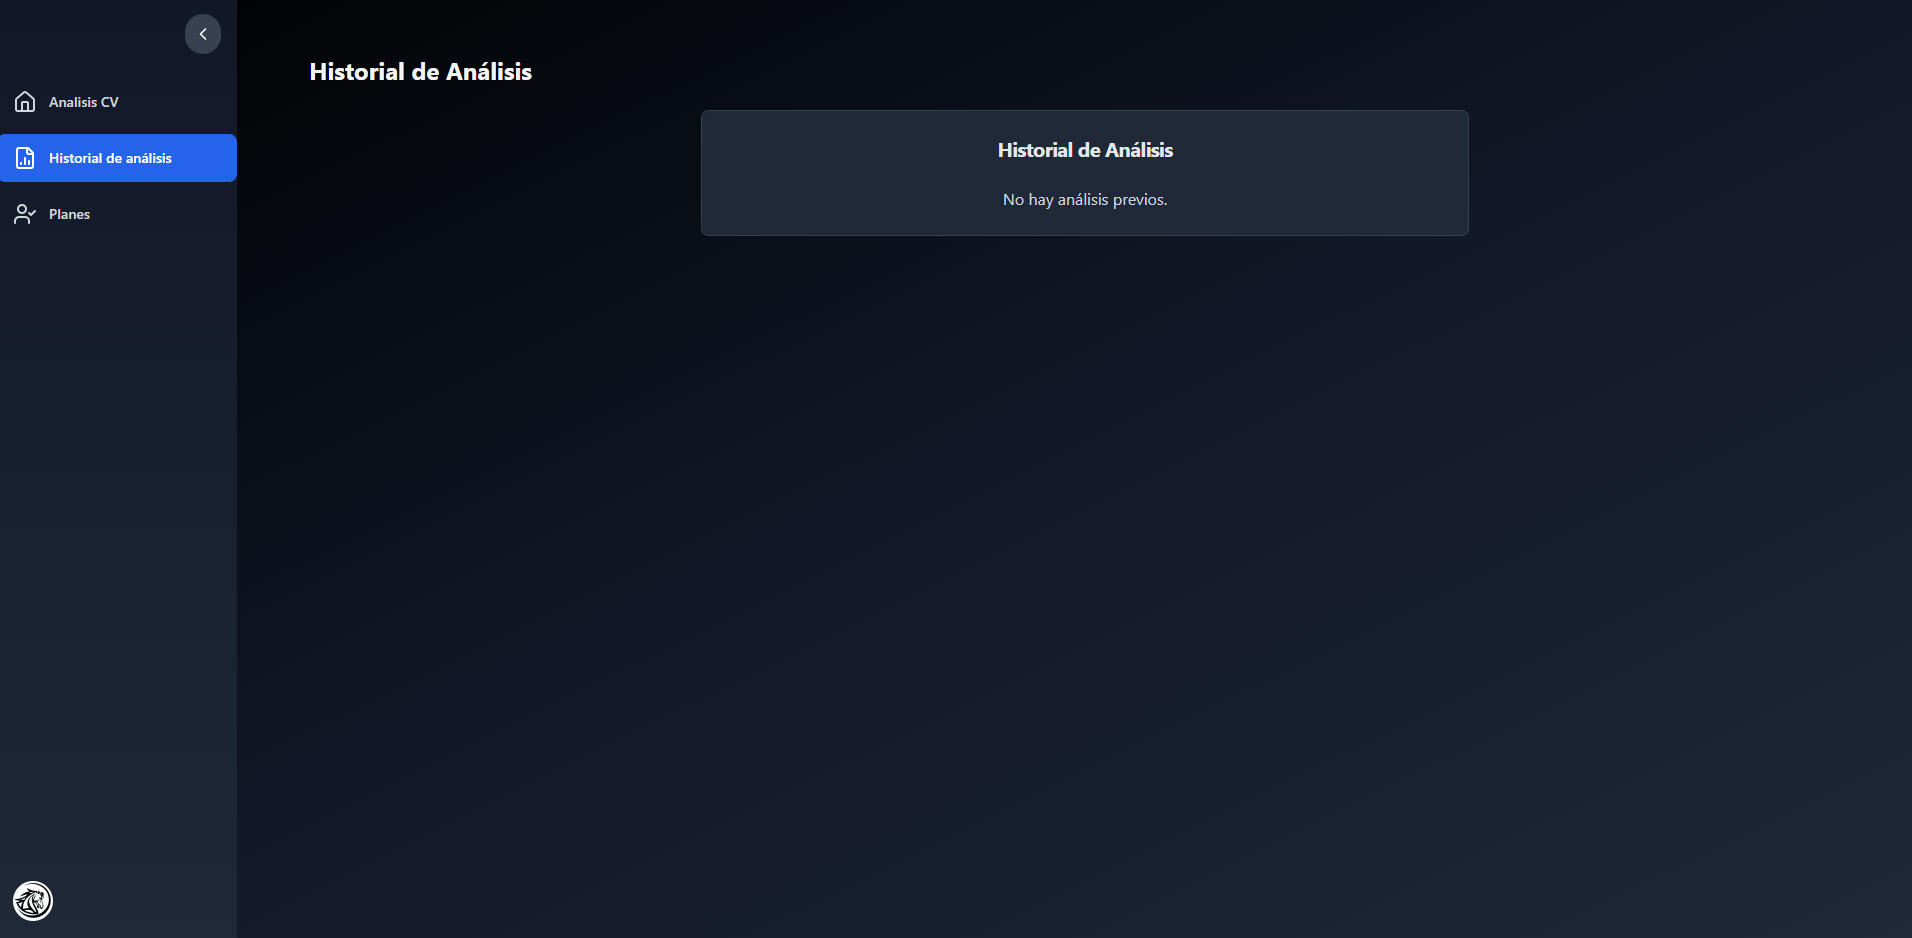 Analisis CV
Historial de análisis
Planes
Historial de Análisis
Historial de Análisis
No hay análisis previos.